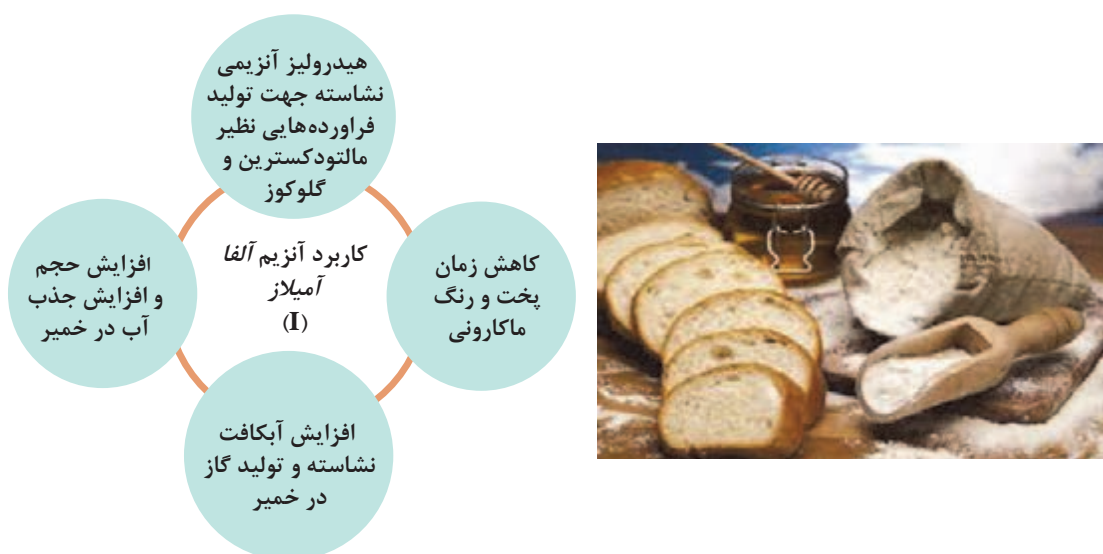 هیدرولیز آنزیمی
نشاسته جهت تولید
فراورده‌هایی نظیر
مالتودکسترین و
گلوکوز
کاربرد آنزیم آلفا
آمیلاز
(I)
کاهش زمان
پخت و رنگ
ماکارونی
افزایش حجم
و افزایش جذب
آب در خمیر
افزایش آبکافت
نشاسته و تولید گاز
در خمیر